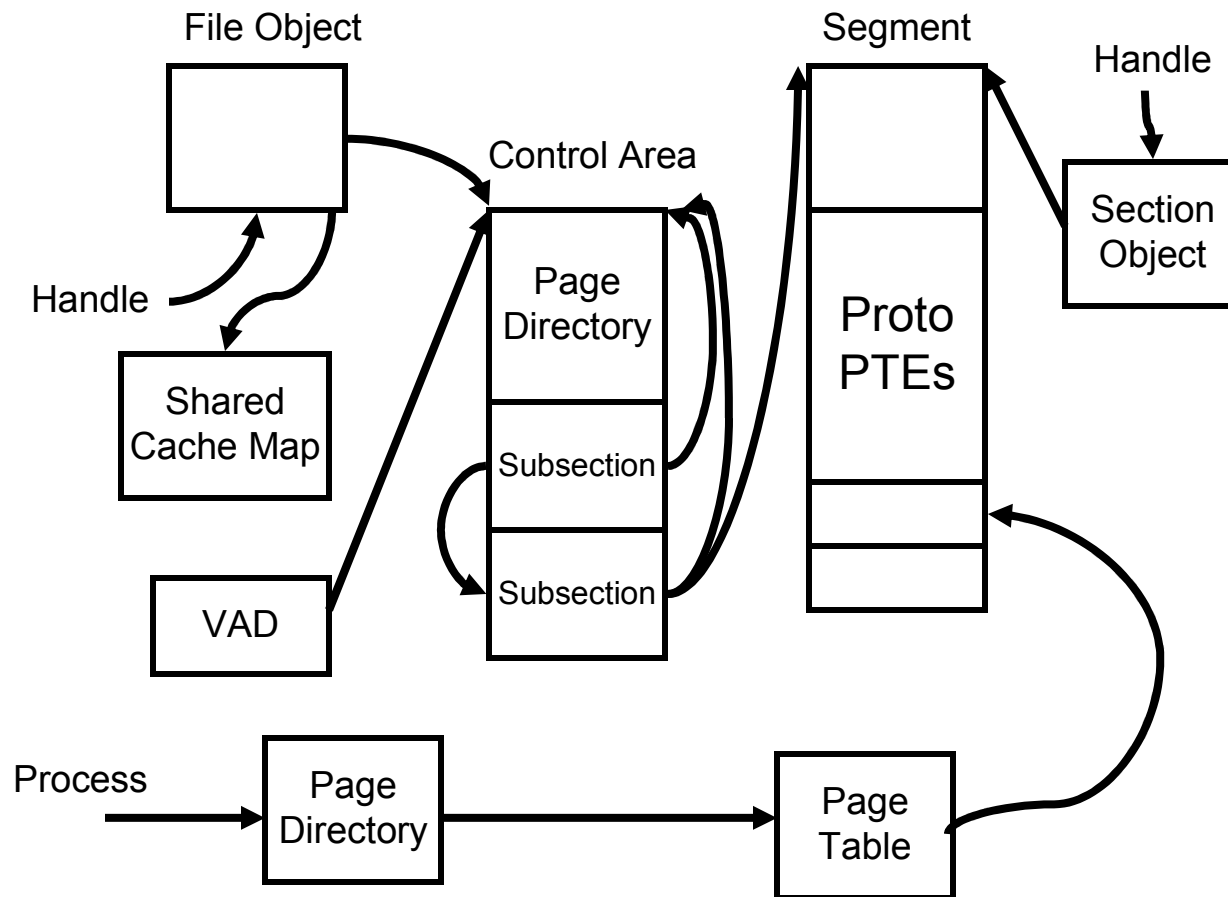 File Object
Segment
Handle
Control Area
Section
Object
Page
Directory
Proto
PTEs
Handle
Shared
Cache Map
Subsection
Subsection
VAD
Process
Page
Directory
Page
Table